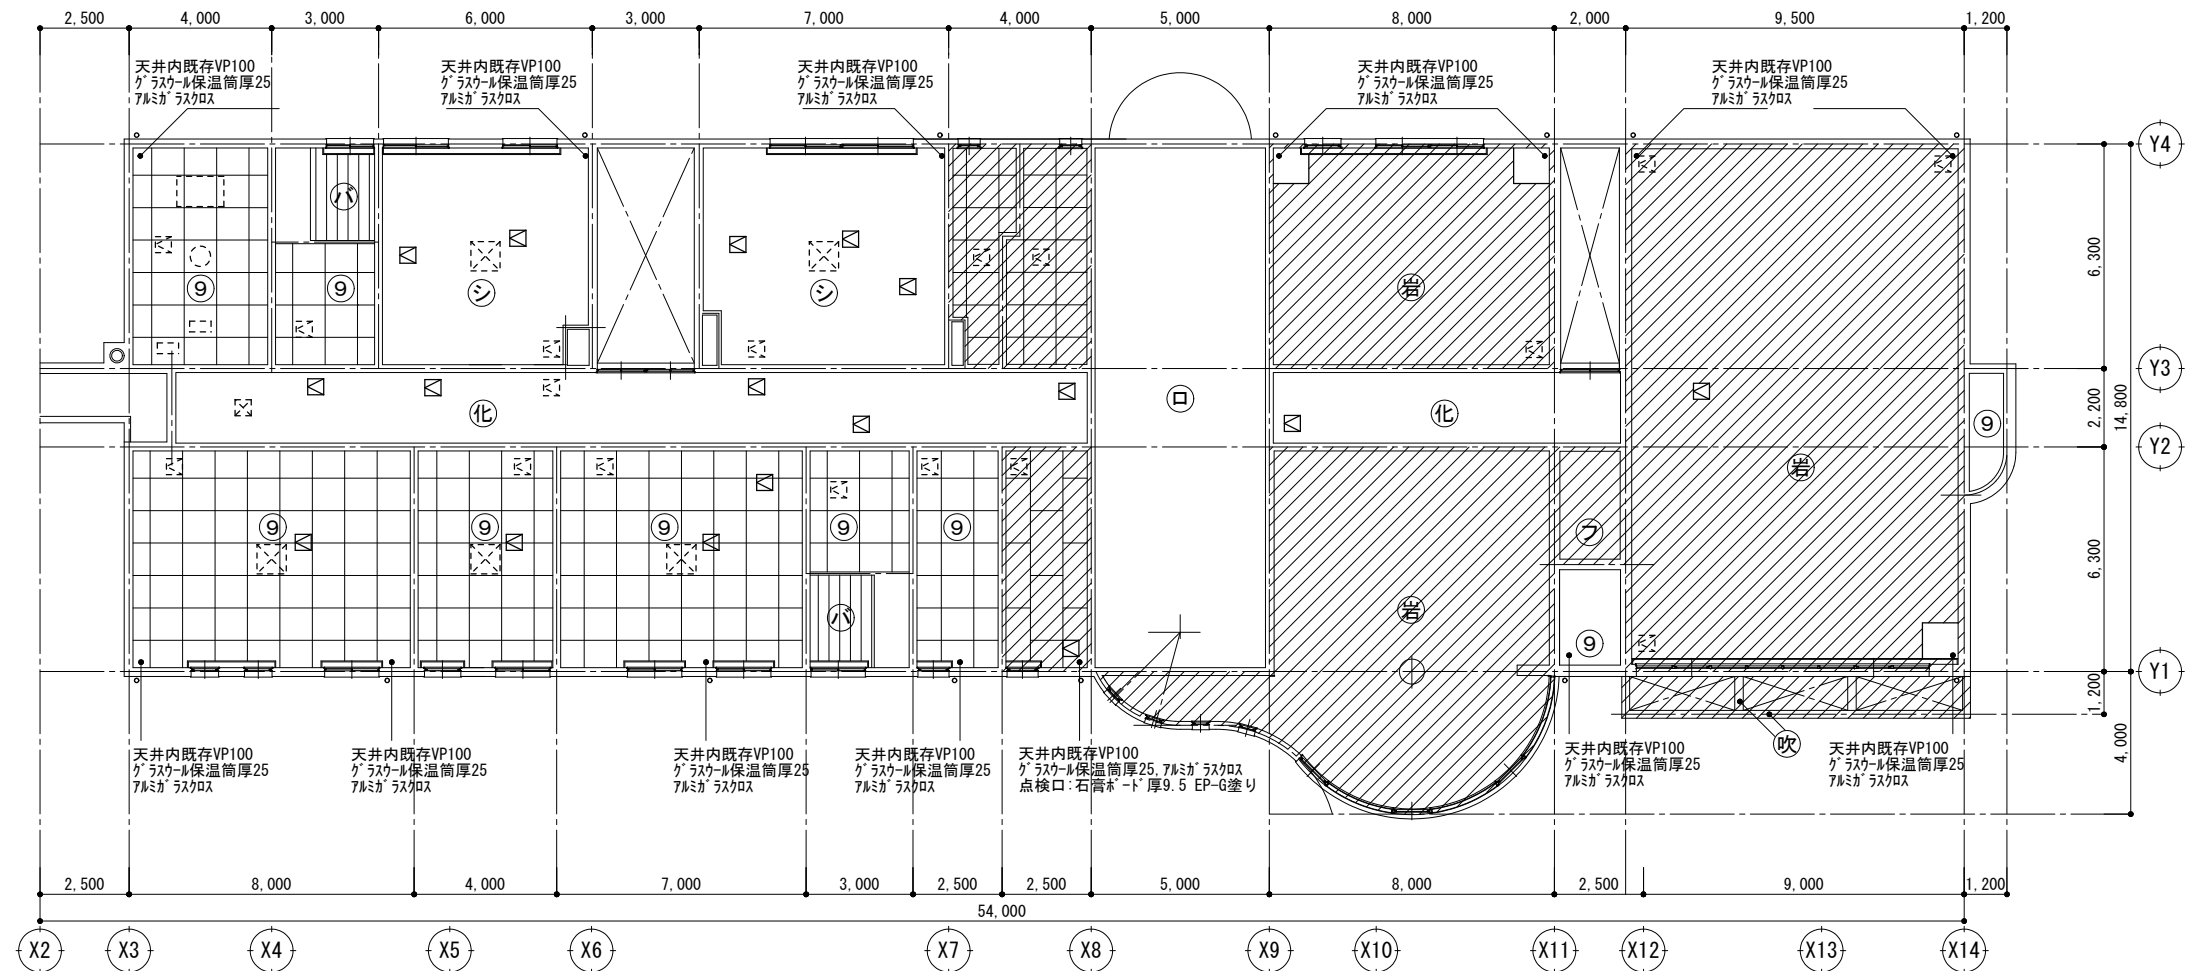 2,500 4,000 3,000 6,000 3,000 7,000 4,000 5,000 8,000 2,000 9,500 1,200
天井内既存VP100
グラスウール保温筒厚25
アルミガラスクロス
天井内既存VP100
グラスウール保温筒厚25
アルミガラスクロス
天井内既存VP100
グラスウール保温筒厚25
アルミガラスクロス
天井内既存VP100
グラスウール保温筒厚25
アルミガラスクロス
天井内既存VP100
グラスウール保温筒厚25
アルミガラスクロス
Y4
バ
6,300
9 9 シ シ 岩
Y3
化 ロ 化 9
2,200
14,800
Y2
岩
9 9 9 9 9 フ
6,300
バ 岩 9
Y1
1,200
吹
4,000
天井内既存VP100
グラスウール保温筒厚25
アルミガラスクロス
天井内既存VP100
グラスウール保温筒厚25
アルミガラスクロス
天井内既存VP100
グラスウール保温筒厚25
アルミガラスクロス
天井内既存VP100
グラスウール保温筒厚25
アルミガラスクロス
天井内既存VP100
グラスウール保温筒厚25,アルミガラスクロス
点検口:石膏ボード厚9.5 EP-G塗り
天井内既存VP100
グラスウール保温筒厚25
アルミガラスクロス
天井内既存VP100
グラスウール保温筒厚25
アルミガラスクロス
2,500 8,000 4,000 7,000 3,000 2,500 2,500 5,000 8,000 2,500 9,000 1,200
54,000
X2 X3 X4 X5 X6 X7 X8 X9 X10 X11 X12 X13 X14